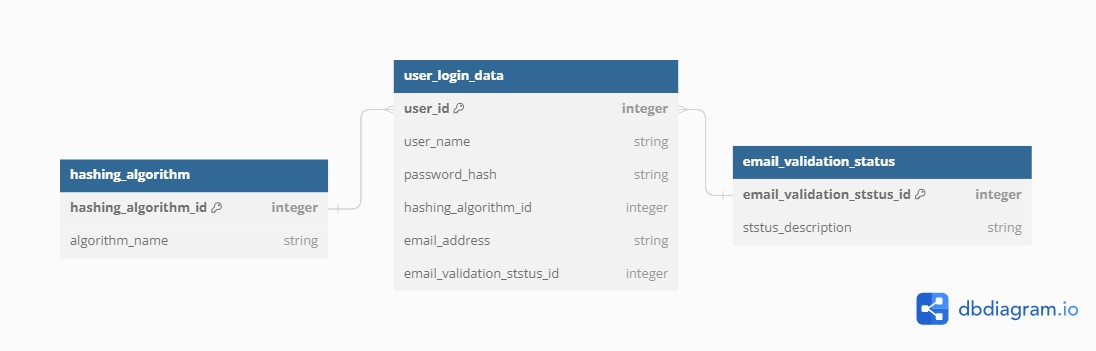 user_login_data
user_id integer
user_name string
password_hash string
hashing_algorithm_id integer
email_address string
email_validation_ststus_id integer
hashing_algorithm
hashing_algorithm_id integer
algorithm_name string
email_validation_status
email_validation_ststus_id integer
ststus_description string
dbdiagram.io